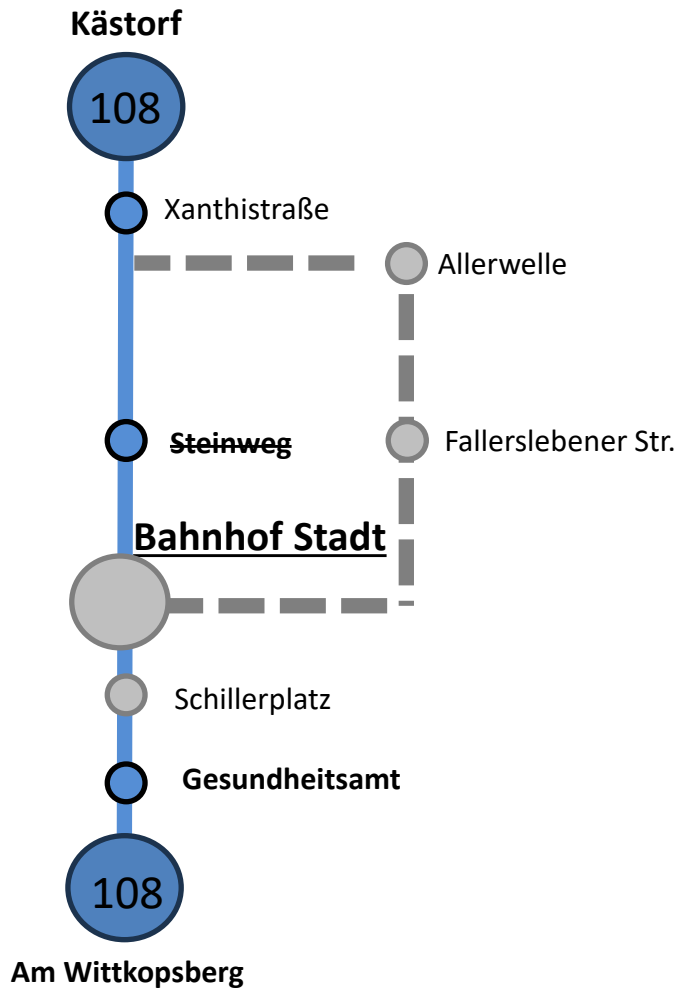 Kästorf
108
Xanthistraße
Allerwelle
Steinweg
Fallerslebener Str.
Bahnhof Stadt
Schillerplatz
Gesundheitsamt
108
Am Wittkopsberg